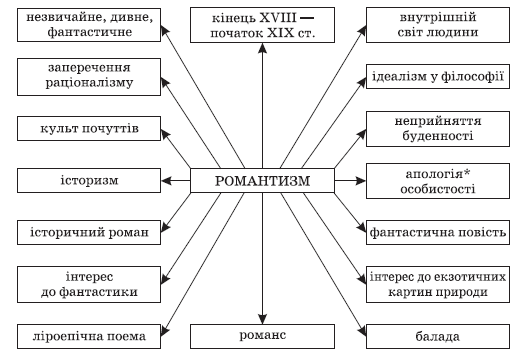 незвичайне, дивне,
фантастичне
кінець XVIII —
початок XIX ст.
внутрішній
світ людини
заперечення
раціоналізму
ідеалізм у філософії
культ почуттів
неприйняття
буденності
історизм
РОМАНТИЗМ
апологія*
особистості
історичний роман
фантастична повість
інтерес
до фантастики
інтерес до екзотичних
картин природи
ліроепічна поема
романс
балада